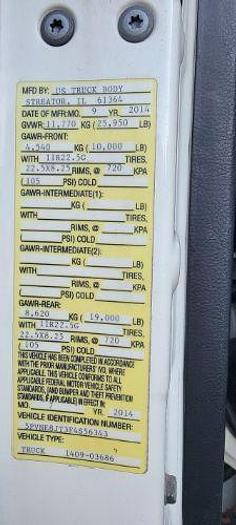 MFD BY: US TRUCK BODY
STREATOR, IL 61364
DATE OF MFR: MO. 9 YR. 2014
GVWR 11,770 KG (25,950 LB)
GAWR-FRONT:
4,540 KG (10,000 LB)
WITH 11R22.5G TIRES,
22.5X8.25 RIMS, @ 720 KPA
(105 PSI) COLD
GAWR-INTERMEDIATE(1):
KG ( LB)
WITH TIRES,
RIMS, @ KPA
( PSI) COLD
GAWR-INTERMEDIATE(2):
KG ( LB)
WITH TIRES,
RIMS, @ KPA
( PSI) COLD
GAWR-REAR:
8,620 KG (19,000 LB)
WITH 11R22.5G TIRES,
22.5X8.25 RIMS, @ 720 KPA
(105 PSI) COLD
THIS VEHICLE HAS BEEN COMPLETED IN ACCORDANCE
WITH THE PRIOR MANUFACTURERS' IVD, WHERE
APPLICABLE. THIS VEHICLE CONFORMS TO ALL
APPLICABLE FEDERAL MOTOR VEHICLE SAFETY
STANDARDS, (AND BUMPER AND THEFT PREVENTION
STANDARDS, IF APPLICABLE) IN EFFECT IN:
MO. YR. 2014
VEHICLE IDENTIFICATION NUMBER:
VEHICLE TYPE:
TRUCK 1409-03686